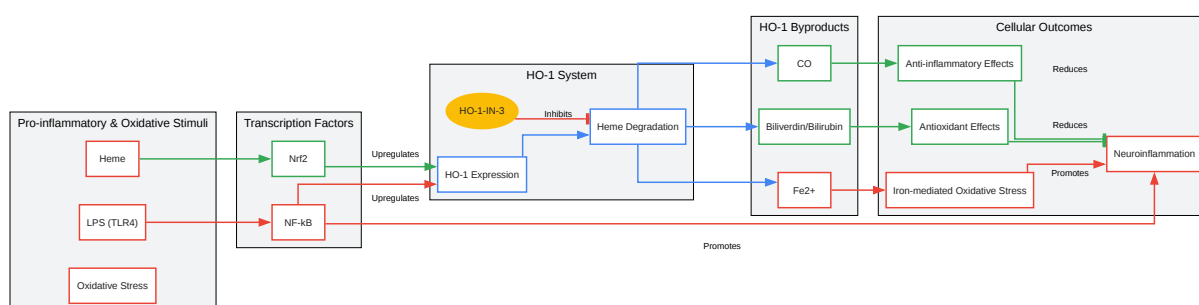 Pro-inflammatory & Oxidative Stimuli
Heme
LPS (TLR4)
Oxidative Stress
Transcription Factors
Nrf2
NF-kB
Upregulates
Upregulates
HO-1 System
HO-1-IN-3
Inhibits
HO-1 Expression
Heme Degradation
HO-1 Byproducts
CO
Biliverdin/Bilirubin
Fe2+
Cellular Outcomes
Anti-inflammatory Effects
Antioxidant Effects
Iron-mediated Oxidative Stress
Reduces
Reduces
Neuroinflammation
Promotes
Promotes